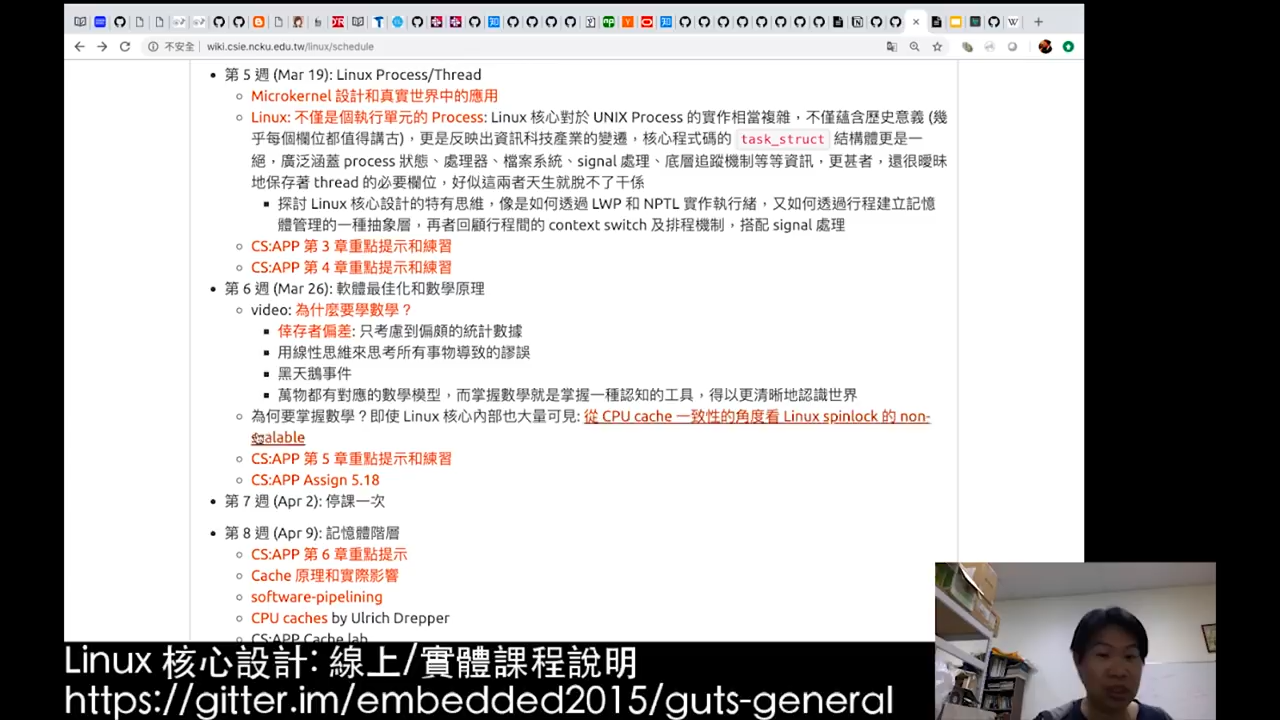 不安全
wiki.csie.ncku.edu.tw/linux/schedule
第 5 週 (Mar 19): Linux Process/Thread
Microkernel 設計和真實世界中的應用
Linux: 不僅是個執行單元的 Process: Linux 核心對於 UNIX Process 的實作相當複雜，不僅蘊含歷史意義 (幾
乎每個欄位都值得講古)，更是反映出資訊科技產業的變遷，核心程式碼的 task_struct 結構體更是一
絕，廣泛涵蓋 process 狀態、處理器、檔案系統、signal 處理、底層追蹤機制等等資訊，更甚者，還很曖昧
地保存著 thread 的必要欄位，好似這兩者天生就脫不了干係
探討 Linux 核心設計的特有思維，像是如何透過 LWP 和 NPTL 實作執行緒，又如何透過行程建立記憶
體管理的一種抽象層，再者回顧行程間的 context switch 及排程機制，搭配 signal 處理
CS:APP 第 3 章重點提示和練習
CS:APP 第 4 章重點提示和練習
第 6 週 (Mar 26): 軟體最佳化和數學原理
video: 為什麼要學數學？
倖存者偏差: 只考慮到偏頗的統計數據
用線性思維來思考所有事物導致的謬誤
黑天鵝事件
萬物都有對應的數學模型，而掌握數學就是掌握一種認知的工具，得以更清晰地認識世界
為何要掌握數學？即使 Linux 核心內部也大量可見: 從 CPU cache 一致性的角度看 Linux spinlock 的 non-
scalable
CS:APP 第 5 章重點提示和練習
CS:APP Assign 5.18
第 7 週 (Apr 2): 停課一次
第 8 週 (Apr 9): 記憶體階層
CS:APP 第 6 章重點提示
Cache 原理和實際影響
software-pipelining
CPU caches by Ulrich Drepper
CS:APP Cache lab
Linux 核心設計: 線上/實體課程說明
https://gitter.im/embedded2015/guts-general